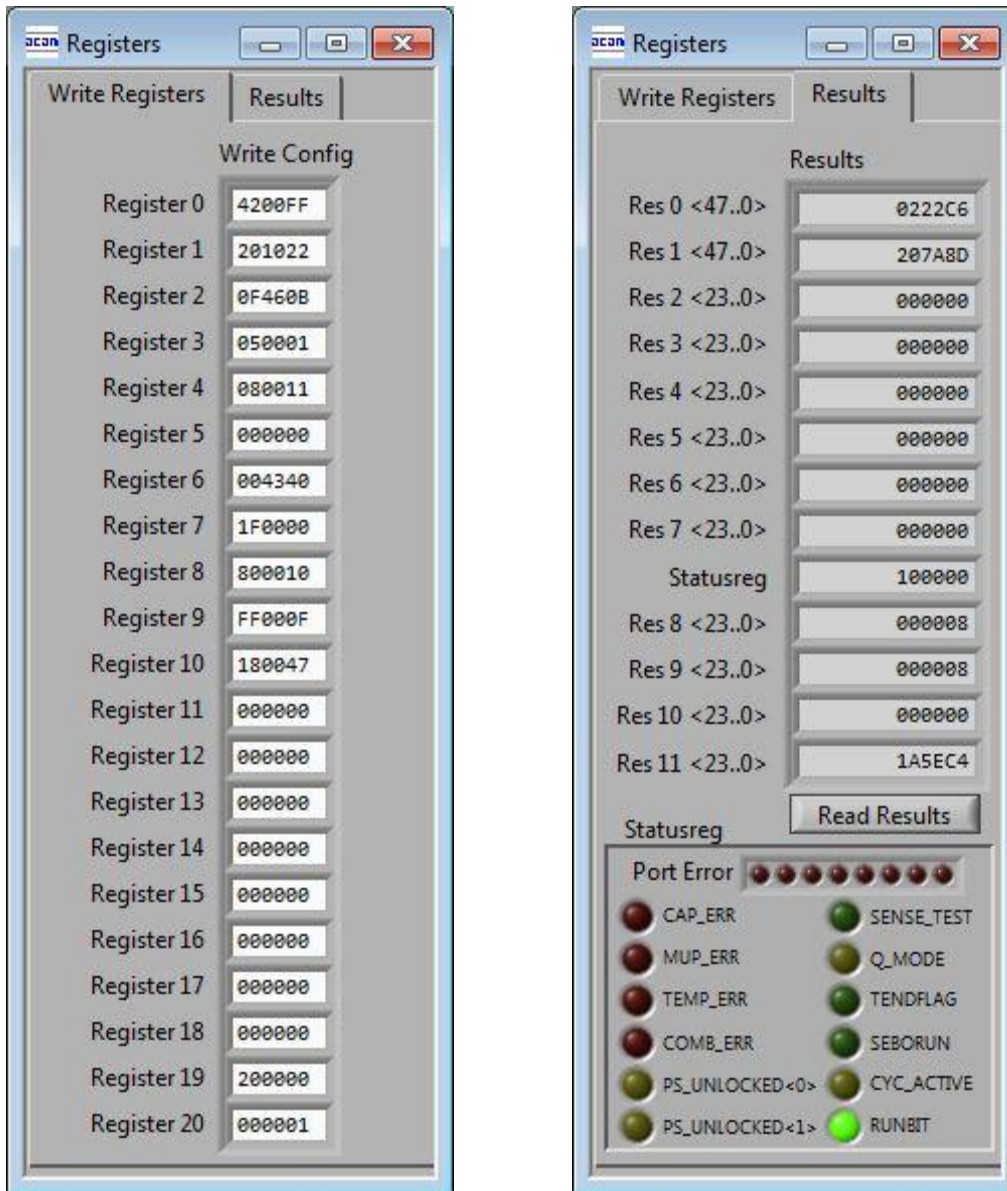 acan Registers
Write Registers Results
Write Config
Register 0 4200FF
Register 1 201022
Register 2 0F460B
Register 3 050001
Register 4 080011
Register 5 000000
Register 6 004340
Register 7 1F0000
Register 8 800010
Register 9 FF000F
Register 10 180047
Register 11 000000
Register 12 000000
Register 13 000000
Register 14 000000
Register 15 000000
Register 16 000000
Register 17 000000
Register 18 000000
Register 19 200000
Register 20 000001
acan Registers
Write Registers Results
Results
Res 0 <47..0> 0222C6
Res 1 <47..0> 207A8D
Res 2 <23..0> 000000
Res 3 <23..0> 000000
Res 4 <23..0> 000000
Res 5 <23..0> 000000
Res 6 <23..0> 000000
Res 7 <23..0> 000000
Statusreg 100000
Res 8 <23..0> 000008
Res 9 <23..0> 000008
Res 10 <23..0> 000000
Res 11 <23..0> 1A5EC4
Read Results
Statusreg
Port Error
CAP_ERR SENSE_TEST
MUP_ERR Q_MODE
TEMP_ERR TENDFLAG
COMB_ERR SEBORUN
PS_UNLOCKED<0> CYC_ACTIVE
PS_UNLOCKED<1> RUNBIT